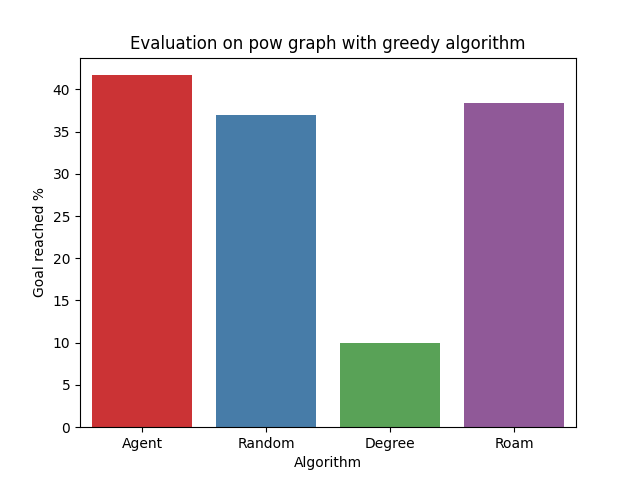 Evaluation on pow graph with greedy algorithm
Goal reached %
40
35
30
25
20
15
10
5
0
Agent Random Degree Roam
Algorithm